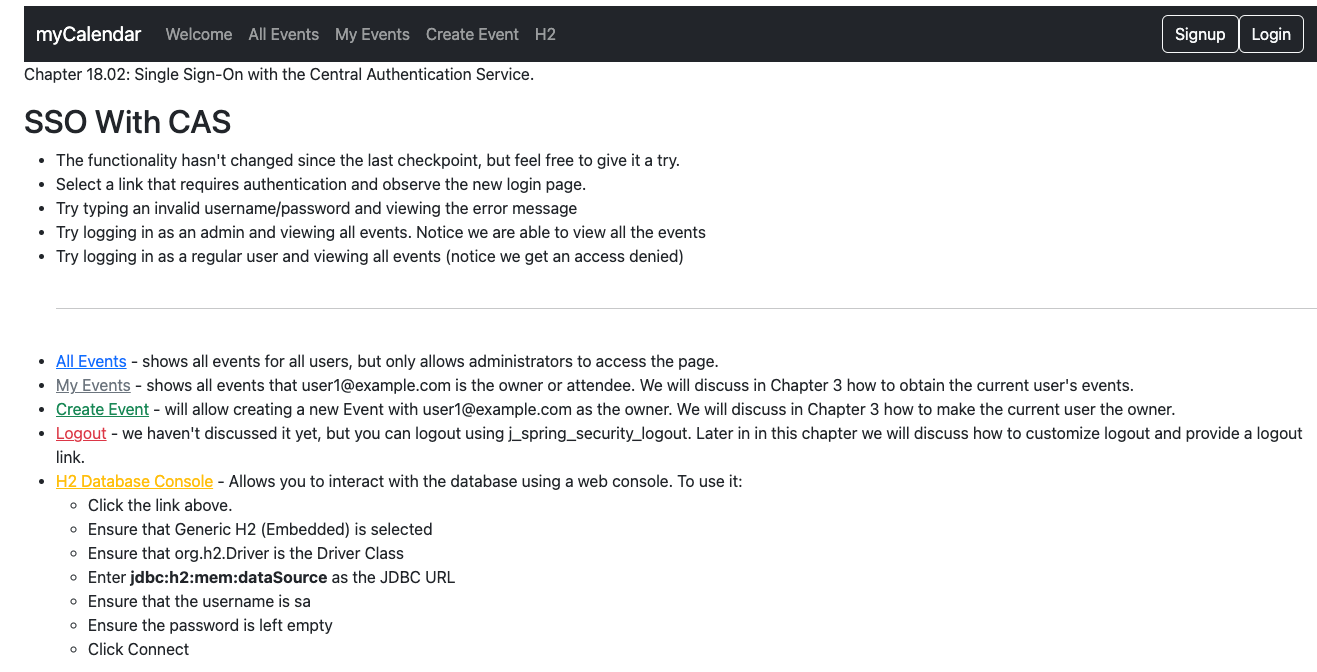 myCalendar Welcome All Events My Events Create Event H2 Signup Login
Chapter 18.02: Single Sign-On with the Central Authentication Service.
SSO With CAS
The functionality hasn't changed since the last checkpoint, but feel free to give it a try.
Select a link that requires authentication and observe the new login page.
Try typing an invalid username/password and viewing the error message
Try logging in as an admin and viewing all events. Notice we are able to view all the events
Try logging in as a regular user and viewing all events (notice we get an access denied)
All Events - shows all events for all users, but only allows administrators to access the page.
My Events - shows all events that user1@example.com is the owner or attendee. We will discuss in Chapter 3 how to obtain the current user's events.
Create Event - will allow creating a new Event with user1@example.com as the owner. We will discuss in Chapter 3 how to make the current user the owner.
Logout - we haven't discussed it yet, but you can logout using j_spring_security_logout. Later in in this chapter we will discuss how to customize logout and provide a logout
link.
H2 Database Console - Allows you to interact with the database using a web console. To use it:
Click the link above.
Ensure that Generic H2 (Embedded) is selected
Ensure that org.h2.Driver is the Driver Class
Enter jdbc:h2:mem:dataSource as the JDBC URL
Ensure that the username is sa
Ensure the password is left empty
Click Connect